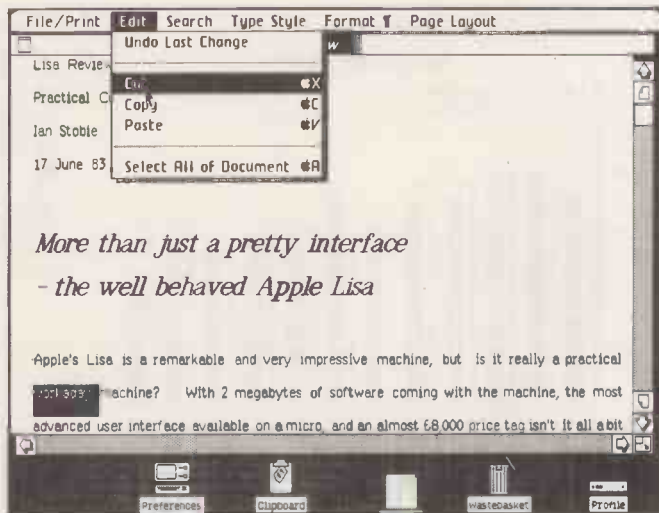 File/Print Edit Search Type Style Format ¶ Page Layout
Undo Last Change
Lisa
Cut X
Practical
Copy C
Ian Stobie
Paste V
17 June 83
Select All of Document A
More than just a pretty interface
- the well behaved Apple Lisa
Apple's Lisa is a remarkable and very impressive machine, but is it really a practical
machine? With 2 megabytes of software coming with the machine, the most
advanced user interface available on a micro, and an almost £8,000 price tag isn't it all a bit
Preferences Clipboard Wastebasket Profile